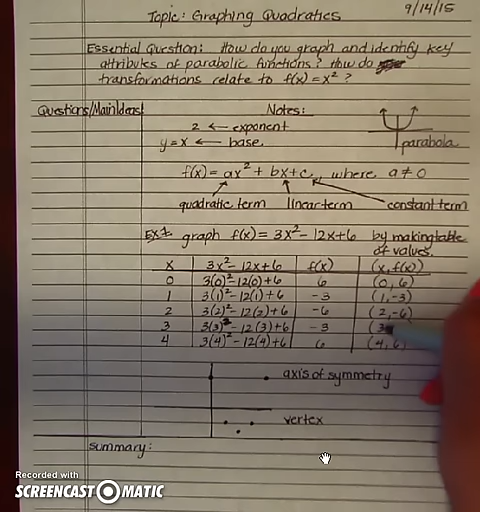 Topic: Graphing Quadratics 9/14/15
Essential Question: How do you graph and identify key
attributes of parabolic functions? How do
transformations relate to f(x) = x² ?
Questions/Main Ideas: Notes:
2 ← exponent
y = x ← base
parabola
f(x) = ax² + bx + c, where a ≠ 0
quadratic term linear term constant term
EX1 graph f(x) = 3x² - 12x + 6 by making table
of values.
X 3x² - 12x + 6 f(x) (x, f(x))
0 3(0)² - 12(0) + 6 6 (0, 6)
1 3(1)² - 12(1) + 6 -3 (1, -3)
2 3(2)² - 12(2) + 6 -6 (2, -6)
3 3(3)² - 12(3) + 6 -3 (3
4 3(4)² - 12(4) + 6 6 (4, 6)
axis of symmetry
vertex
summary:
Recorded with
SCREENCAST O MATIC